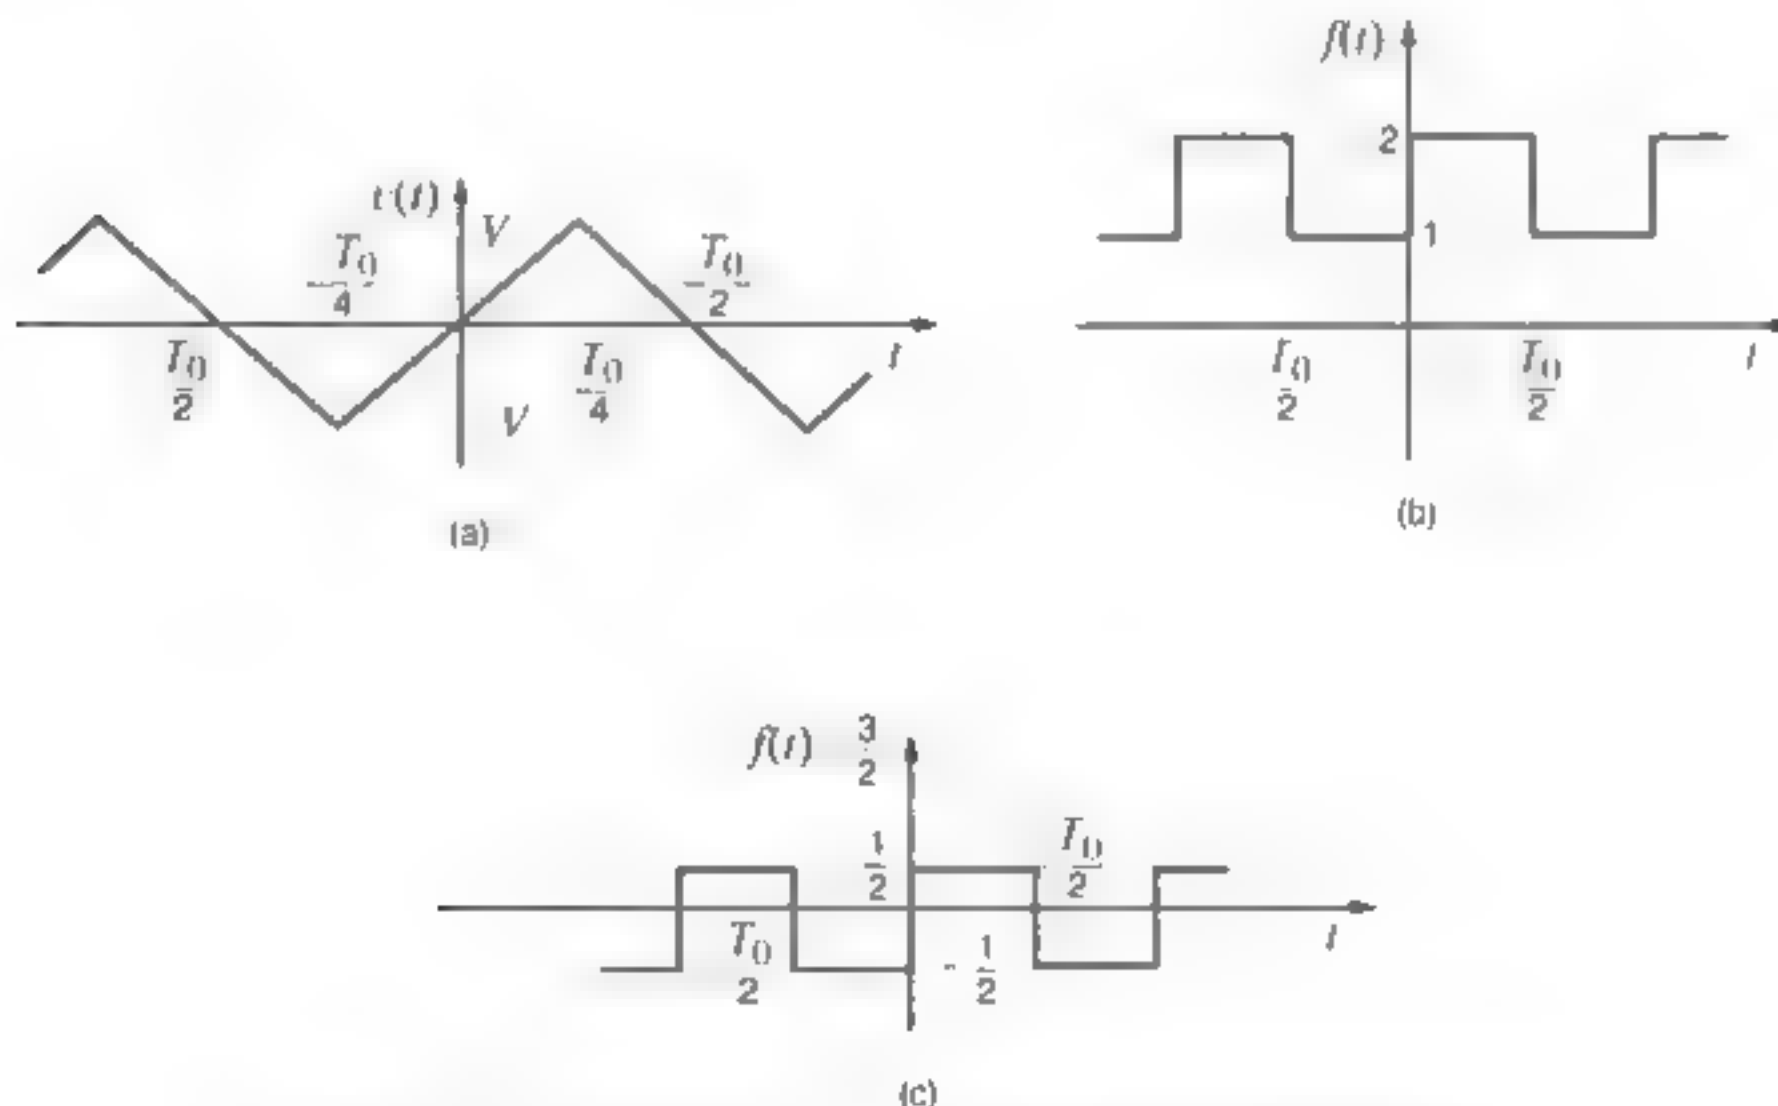 v(t)
V
T0/4
T0/2
T0/2
T0/4
V
t
(a)
f(t)
2
1
T0/2
T0/2
t
(b)
f(t)
3/2
1/2
T0/2
T0/2
- 1/2
t
(c)